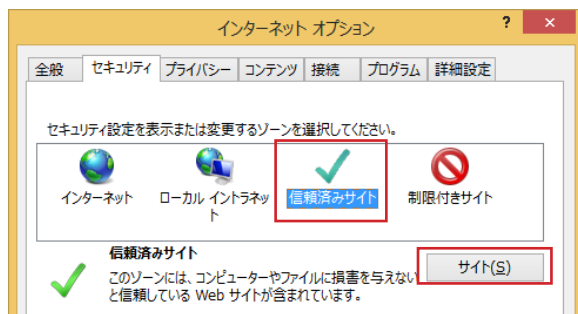 インターネット オプション
? ×
全般 セキュリティ プライバシー コンテンツ 接続 プログラム 詳細設定
セキュリティ設定を表示または変更するゾーンを選択してください。
インターネット ローカル イントラネッ 信頼済みサイト 制限付きサイト
ト
信頼済みサイト
このゾーンには、コンピューターやファイルに損害を与えない
と信頼している Web サイトが含まれています。
サイト(S)